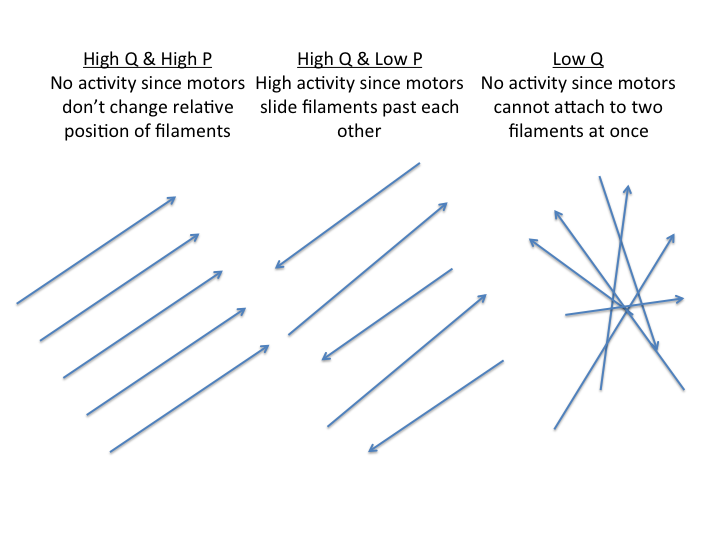 High Q & High P
No activity since motors
don't change relative
position of filaments
High Q & Low P
High activity since motors
slide filaments past each
other
Low Q
No activity since motors
cannot attach to two
filaments at once